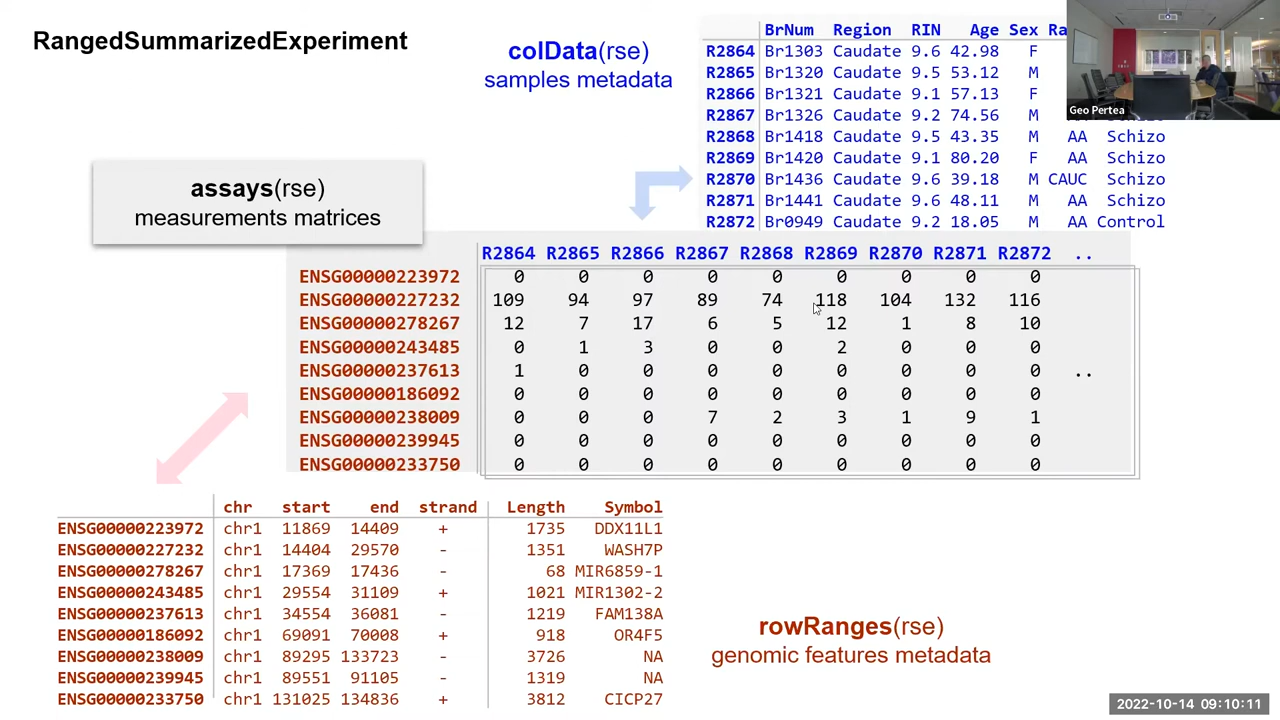 RangedSummarizedExperiment
colData(rse)
samples metadata
BrNum Region RIN Age Sex Ra
R2864 Br1303 Caudate 9.6 42.98 F
R2865 Br1320 Caudate 9.5 53.12 M
R2866 Br1321 Caudate 9.1 57.13 F
R2867 Br1326 Caudate 9.2 74.56 M
R2868 Br1418 Caudate 9.5 43.35 M AA Schizo
R2869 Br1420 Caudate 9.1 80.20 F AA Schizo
R2870 Br1436 Caudate 9.6 39.18 M CAUC Schizo
R2871 Br1441 Caudate 9.6 48.11 M AA Schizo
R2872 Br0949 Caudate 9.2 18.05 M AA Control
Geo Pertea
assays(rse)
measurements matrices
R2864 R2865 R2866 R2867 R2868 R2869 R2870 R2871 R2872 ..
ENSG00000223972 0 0 0 0 0 0 0 0 0
ENSG00000227232 109 94 97 89 74 118 104 132 116
ENSG00000278267 12 7 17 6 5 12 1 8 10
ENSG00000243485 0 1 3 0 0 2 0 0 0
ENSG00000237613 1 0 0 0 0 0 0 0 0 ..
ENSG00000186092 0 0 0 0 0 0 0 0 0
ENSG00000238009 0 0 0 7 2 3 1 9 1
ENSG00000239945 0 0 0 0 0 0 0 0 0
ENSG00000233750 0 0 0 0 0 0 0 0 0
chr start end strand Length Symbol
ENSG00000223972 chr1 11869 14409 + 1735 DDX11L1
ENSG00000227232 chr1 14404 29570 - 1351 WASH7P
ENSG00000278267 chr1 17369 17436 - 68 MIR6859-1
ENSG00000243485 chr1 29554 31109 + 1021 MIR1302-2
ENSG00000237613 chr1 34554 36081 - 1219 FAM138A
ENSG00000186092 chr1 69091 70008 + 918 OR4F5
ENSG00000238009 chr1 89295 133723 - 3726 NA
ENSG00000239945 chr1 89551 91105 - 1319 NA
ENSG00000233750 chr1 131025 134836 + 3812 CICP27
rowRanges(rse)
genomic features metadata
2022-10-14 09:10:11